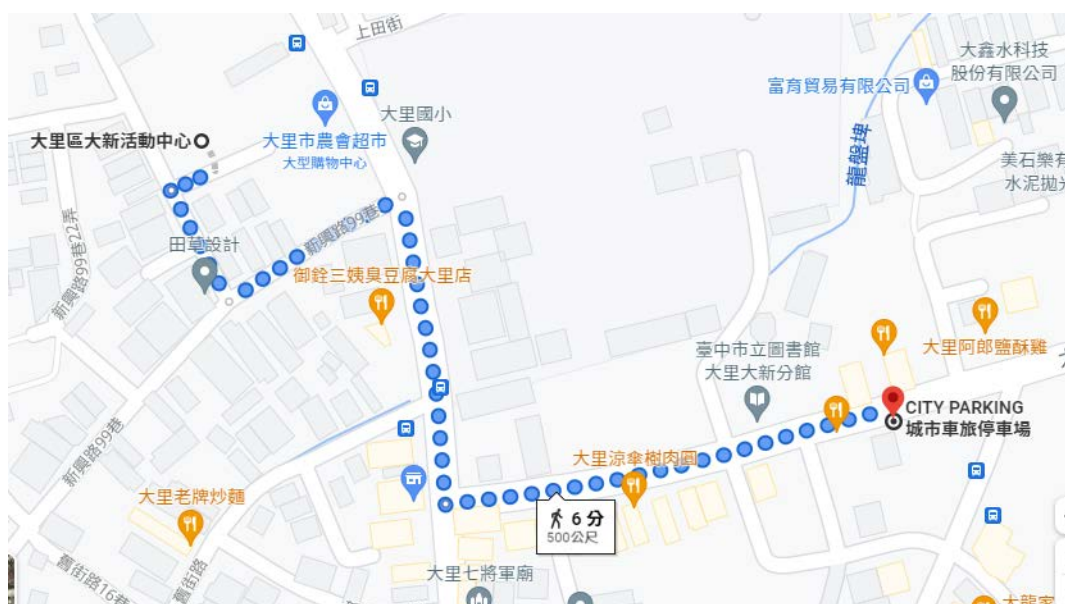 上田街
大鑫水科技
股份有限公司
富育貿易有限公司
大里國小
大里區大新活動中心
大里市農會超市
大型購物中心
龍盤埤
美石樂有
水泥拋光
新興路99巷22弄
田草設計
新興路99巷
御銓三姨臭豆腐大里店
臺中市立圖書館
大里大新分館
大里阿郎鹽酥雞
CITY PARKING
城市車旅停車場
新興路99巷
大里涼傘樹肉圓
大里老牌炒麵
6 分
500公尺
舊街路16巷
舊街路
大里七將軍廟
大龍家